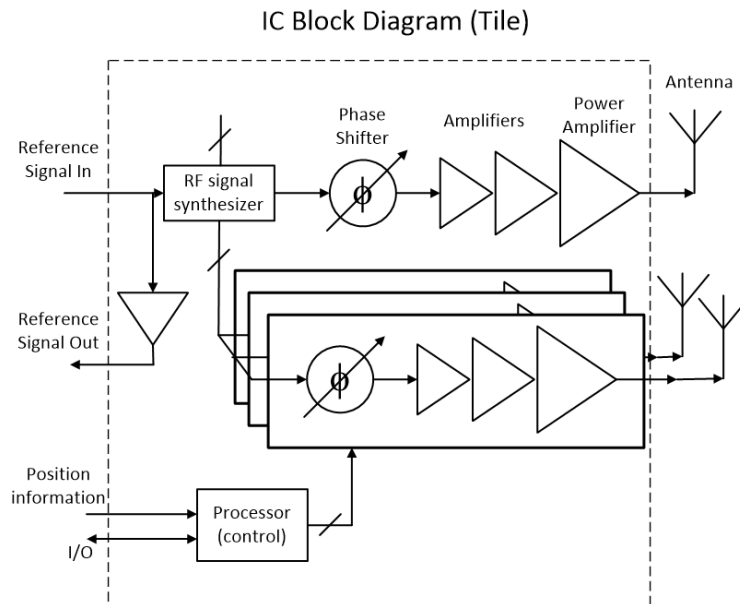 IC Block Diagram (Tile)
Antenna
Phase
Shifter
Amplifiers
Power
Amplifier
Reference
Signal In
RF signal
synthesizer
ϕ
Reference
Signal Out
ϕ
Position
information
I/O
Processor
(control)